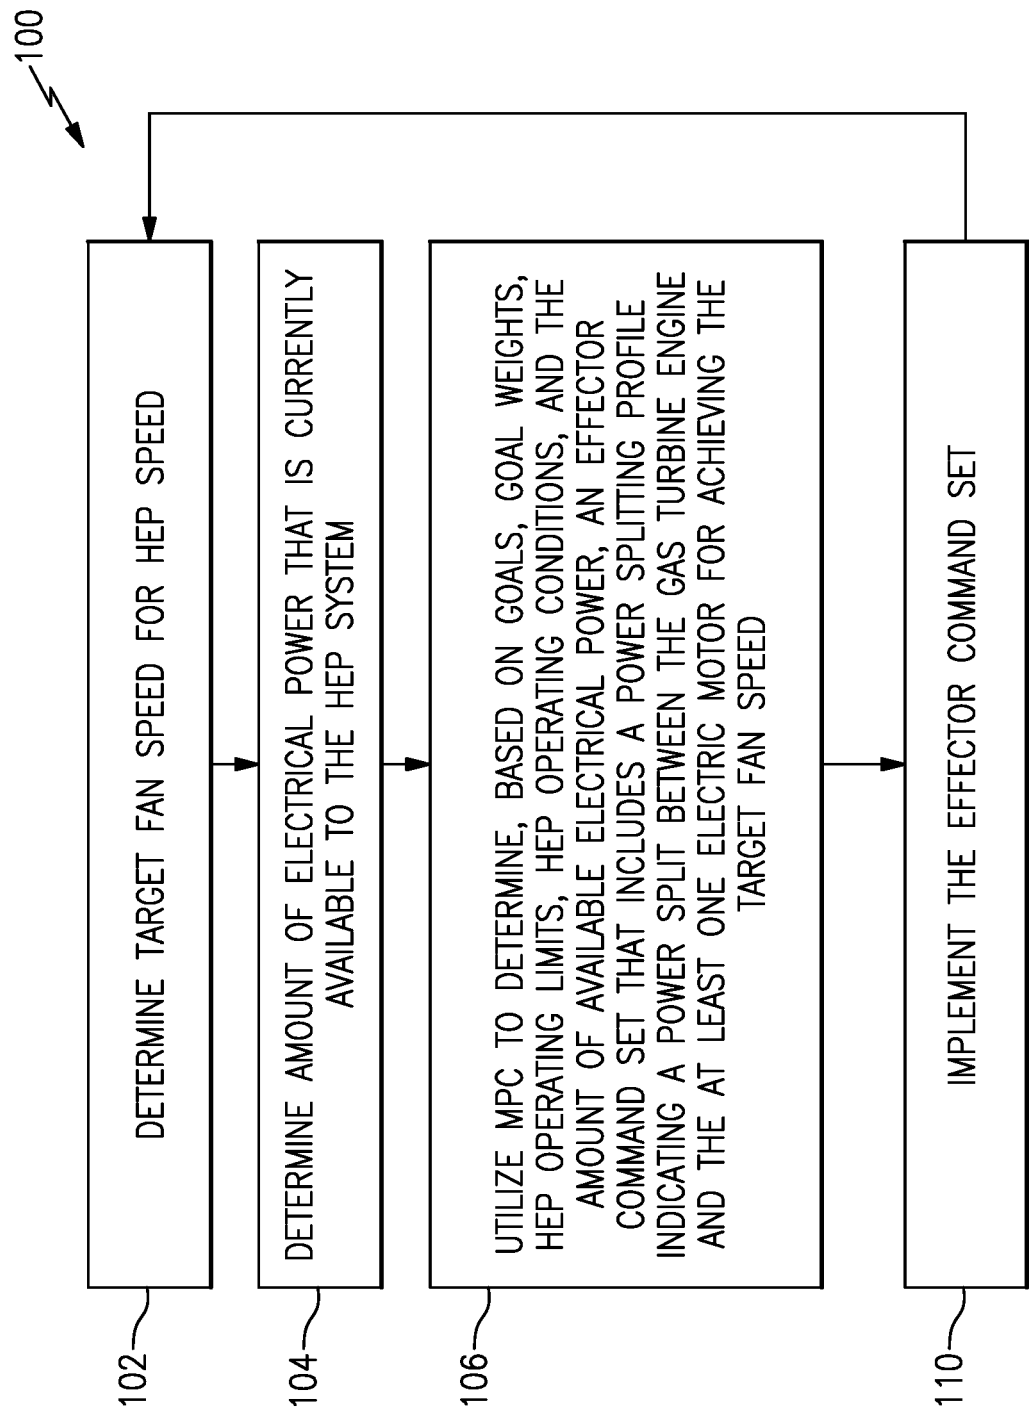 100
102
DETERMINE TARGET FAN SPEED FOR HEP SPEED
104
DETERMINE AMOUNT OF ELECTRICAL POWER THAT IS CURRENTLY
AVAILABLE TO THE HEP SYSTEM
106
UTILIZE MPC TO DETERMINE, BASED ON GOALS, GOAL WEIGHTS,
HEP OPERATING LIMITS, HEP OPERATING CONDITIONS, AND THE
AMOUNT OF AVAILABLE ELECTRICAL POWER, AN EFFECTOR
COMMAND SET THAT INCLUDES A POWER SPLITTING PROFILE
INDICATING A POWER SPLIT BETWEEN THE GAS TURBINE ENGINE
AND THE AT LEAST ONE ELECTRIC MOTOR FOR ACHIEVING THE
TARGET FAN SPEED
110
IMPLEMENT THE EFFECTOR COMMAND SET